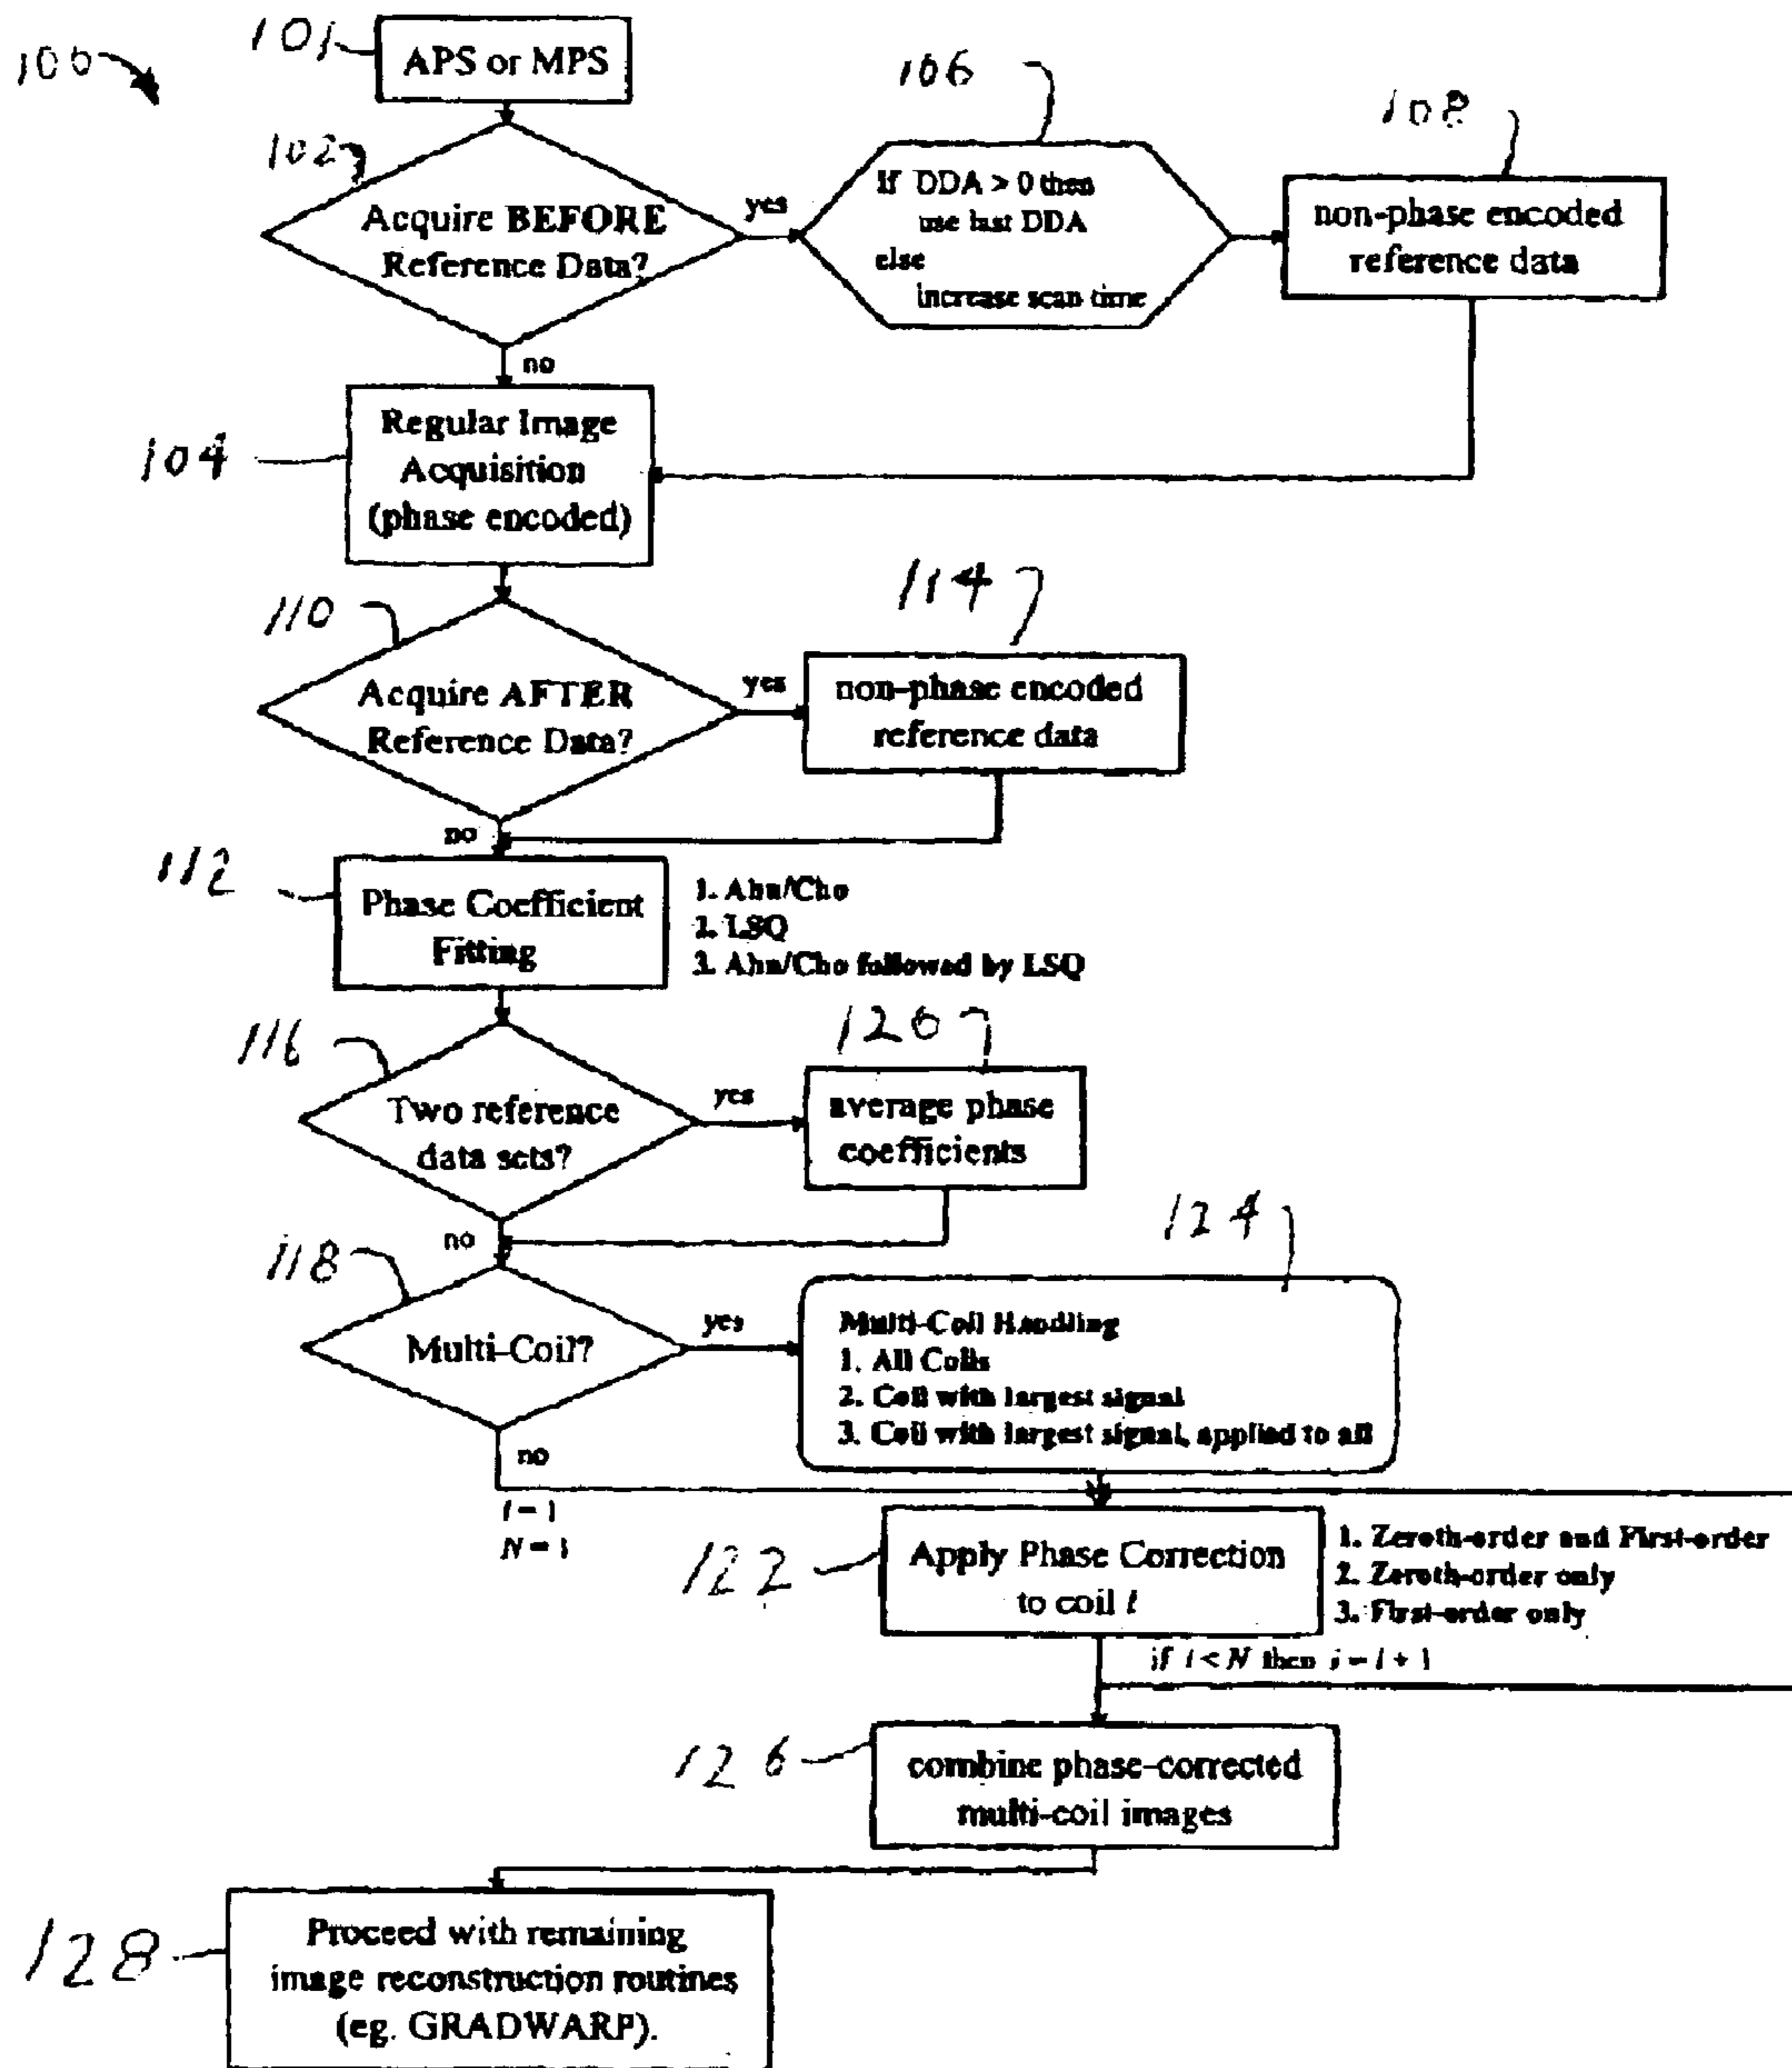 100
101
APS or MPS
102
Acquire BEFORE
Reference Data?
yes
no
106
If DDA > 0 then
use last DDA
else
increase scan time
108
non-phase encoded
reference data
104
Regular Image
Acquisition
(phase encoded)
110
Acquire AFTER
Reference Data?
yes
no
114
non-phase encoded
reference data
112
Phase Coefficient
Fitting
1. Ahn/Cho
2. LSQ
3. Ahn/Cho followed by LSQ
116
Two reference
data sets?
yes
no
120
average phase
coefficients
118
Multi-Coil?
yes
no
124
Multi-Coil Handling
1. All Coils
2. Coil with largest signal
3. Coil with largest signal, applied to all
i = 1
N = 1
122
Apply Phase Correction
to coil i
1. Zeroth-order and First-order
2. Zeroth-order only
3. First-order only
if i < N then i = i + 1
126
combine phase-corrected
multi-coil images
128
Proceed with remaining
image reconstruction routines
(eg. GRADWARP).